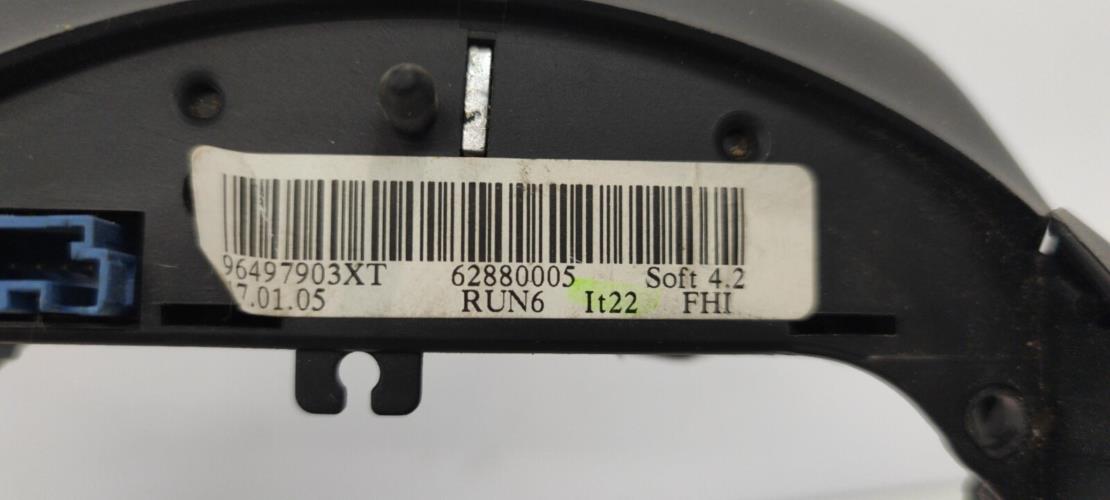 96497903XT 62880005 Soft 4.2
17.01.05 RUN6 It22 FHI